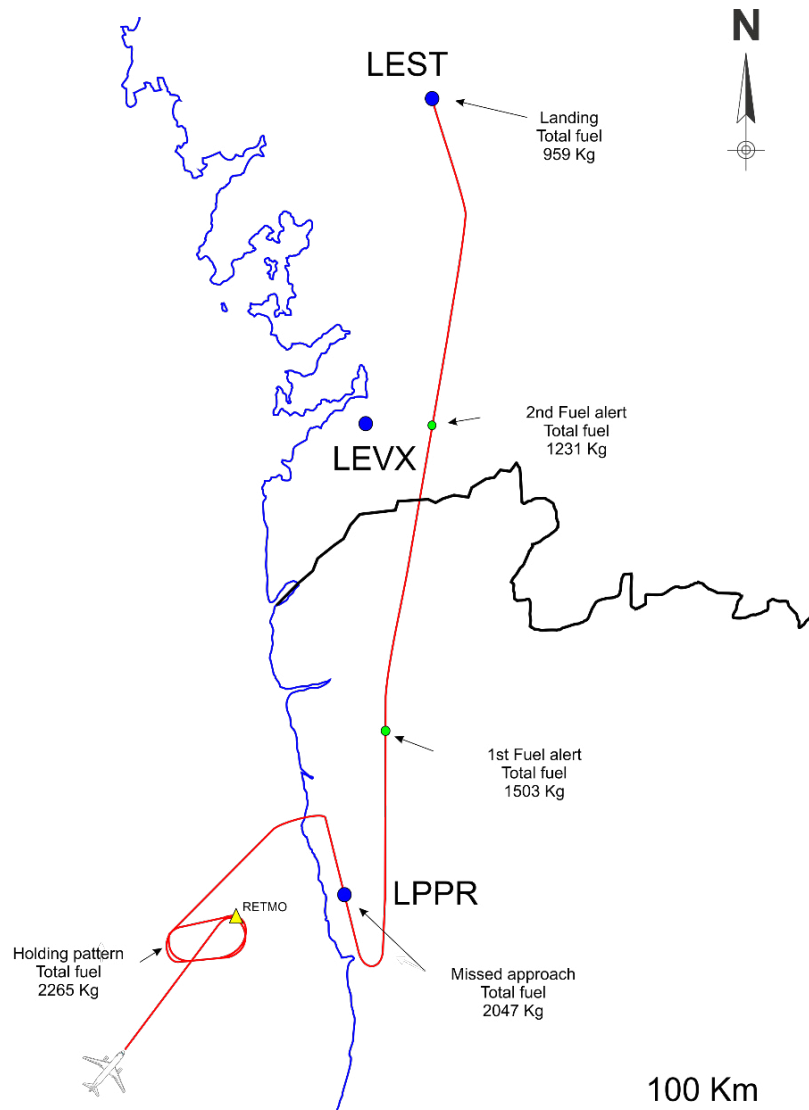 N
LEST
Landing
Total fuel
959 Kg
2nd Fuel alert
Total fuel
1231 Kg
LEVX
1st Fuel alert
Total fuel
1503 Kg
LPPR
RETMO
Holding pattern
Total fuel
2265 Kg
Missed approach
Total fuel
2047 Kg
100 Km